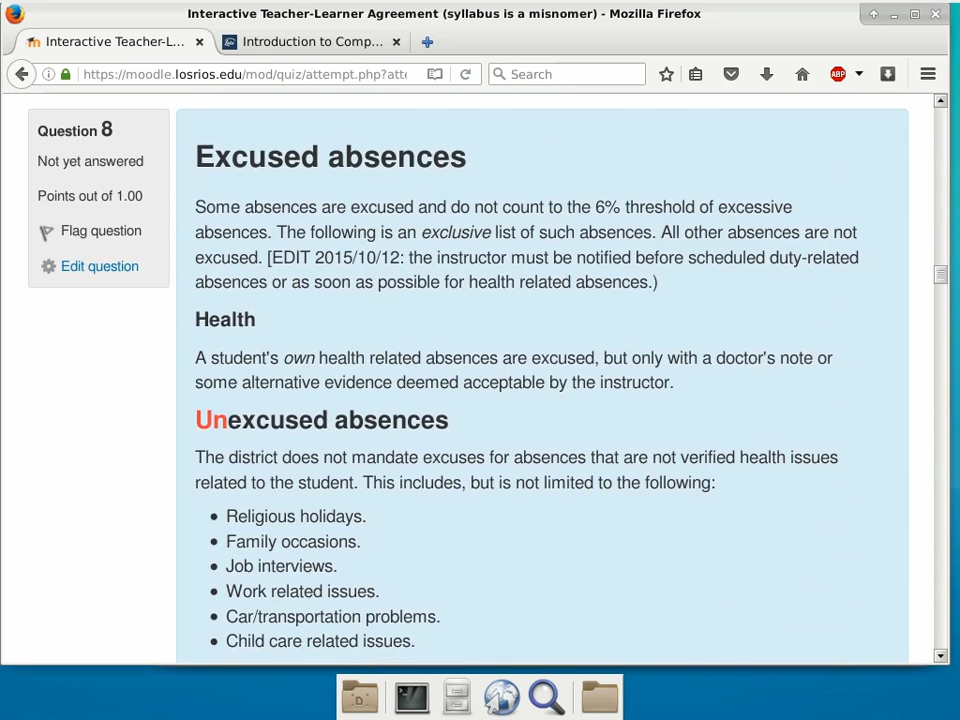 Interactive Teacher-Learner Agreement (syllabus is a misnomer) - Mozilla Firefox
Interactive Teacher-L... Introduction to Comp...
https://moodle.losrios.edu/mod/quiz/attempt.php?atte Search ABP
Question 8
Not yet answered
Points out of 1.00
Flag question
Edit question
Excused absences
Some absences are excused and do not count to the 6% threshold of excessive
absences. The following is an exclusive list of such absences. All other absences are not
excused. [EDIT 2015/10/12: the instructor must be notified before scheduled duty-related
absences or as soon as possible for health related absences.)
Health
A student's own health related absences are excused, but only with a doctor's note or
some alternative evidence deemed acceptable by the instructor.
Unexcused absences
The district does not mandate excuses for absences that are not verified health issues
related to the student. This includes, but is not limited to the following:
• Religious holidays.
• Family occasions.
• Job interviews.
• Work related issues.
• Car/transportation problems.
• Child care related issues.